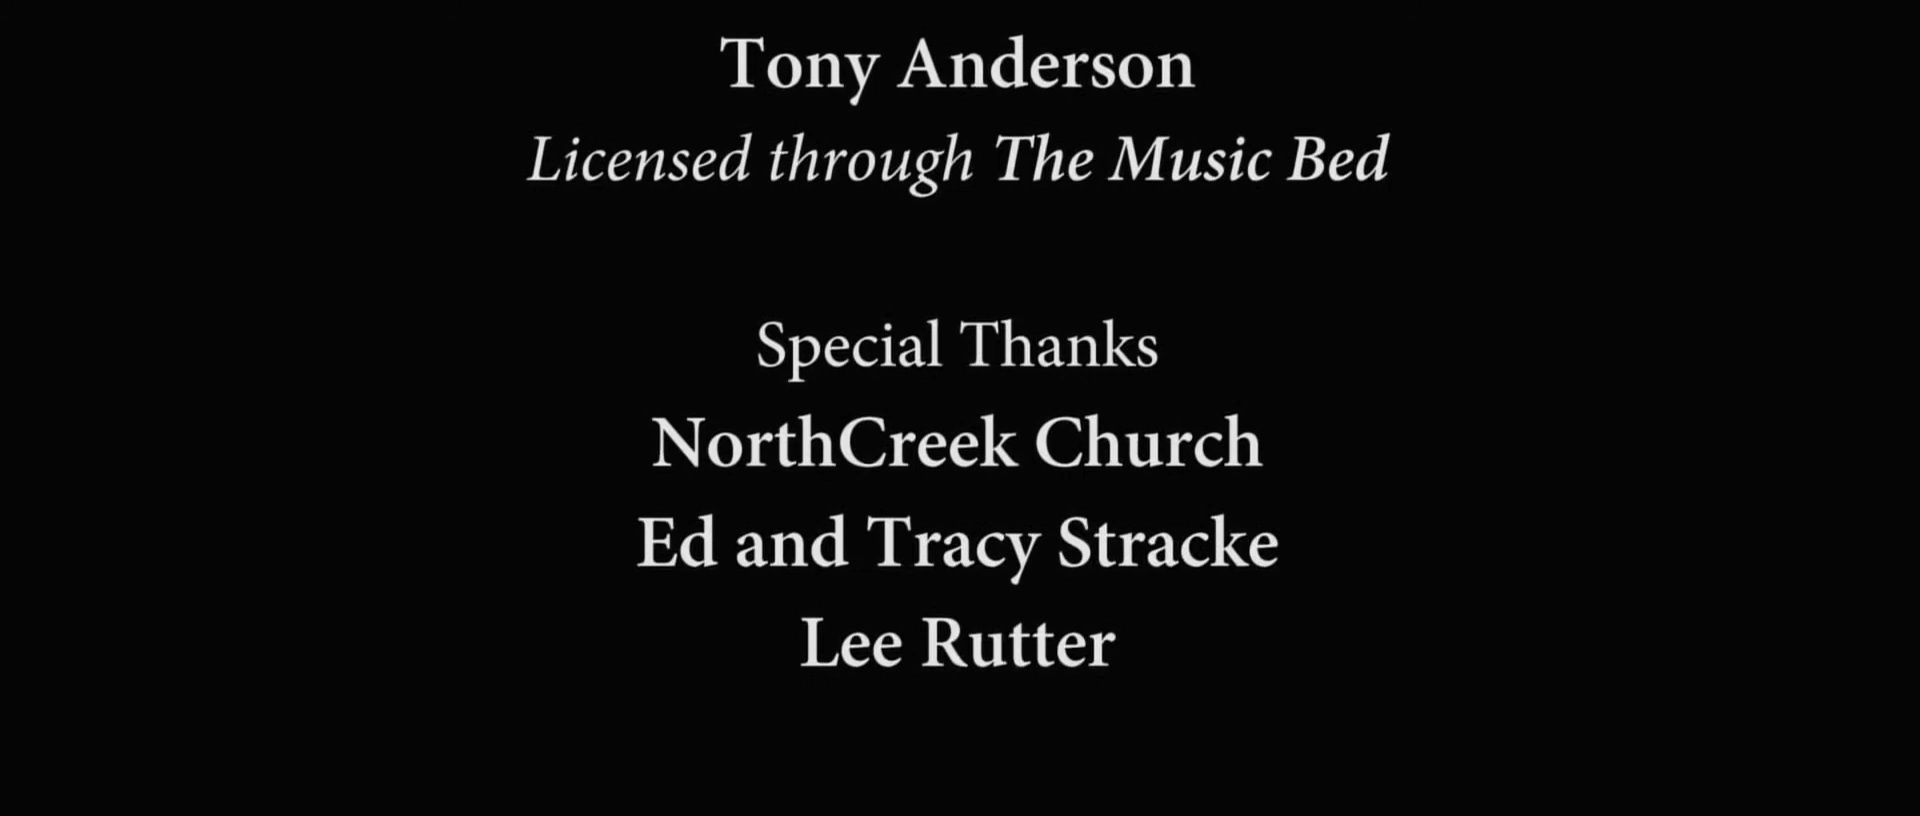 Tony Anderson
Licensed through The Music Bed
Special Thanks
NorthCreek Church
Ed and Tracy Stracke
Lee Rutter